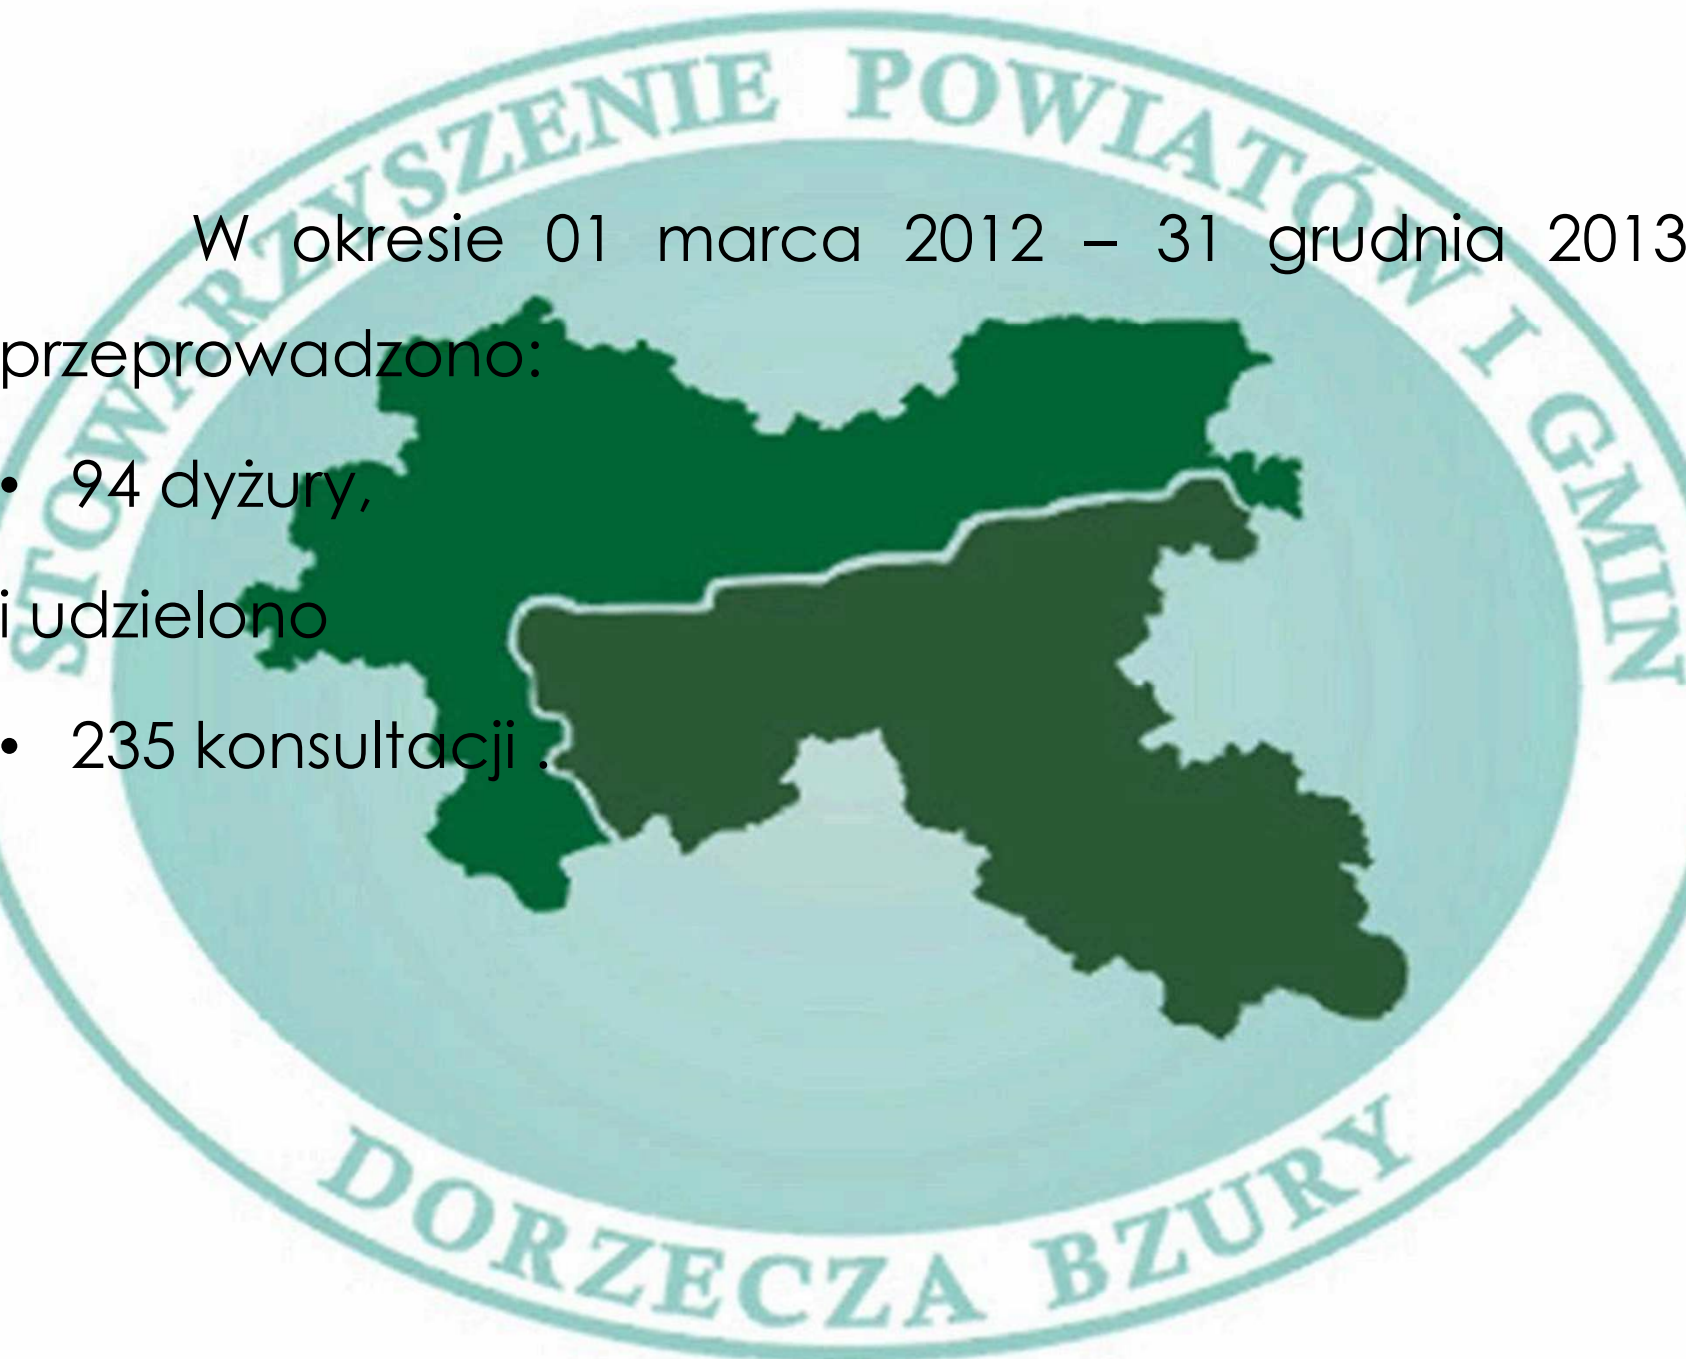 STOWARZYSZENIE POWIATÓW I GMIN
W okresie 01 marca 2012 – 31 grudnia 2013
przeprowadzono:
• 94 dyżury,
i udzielono
• 235 konsultacji .
DORZECZA BZURY